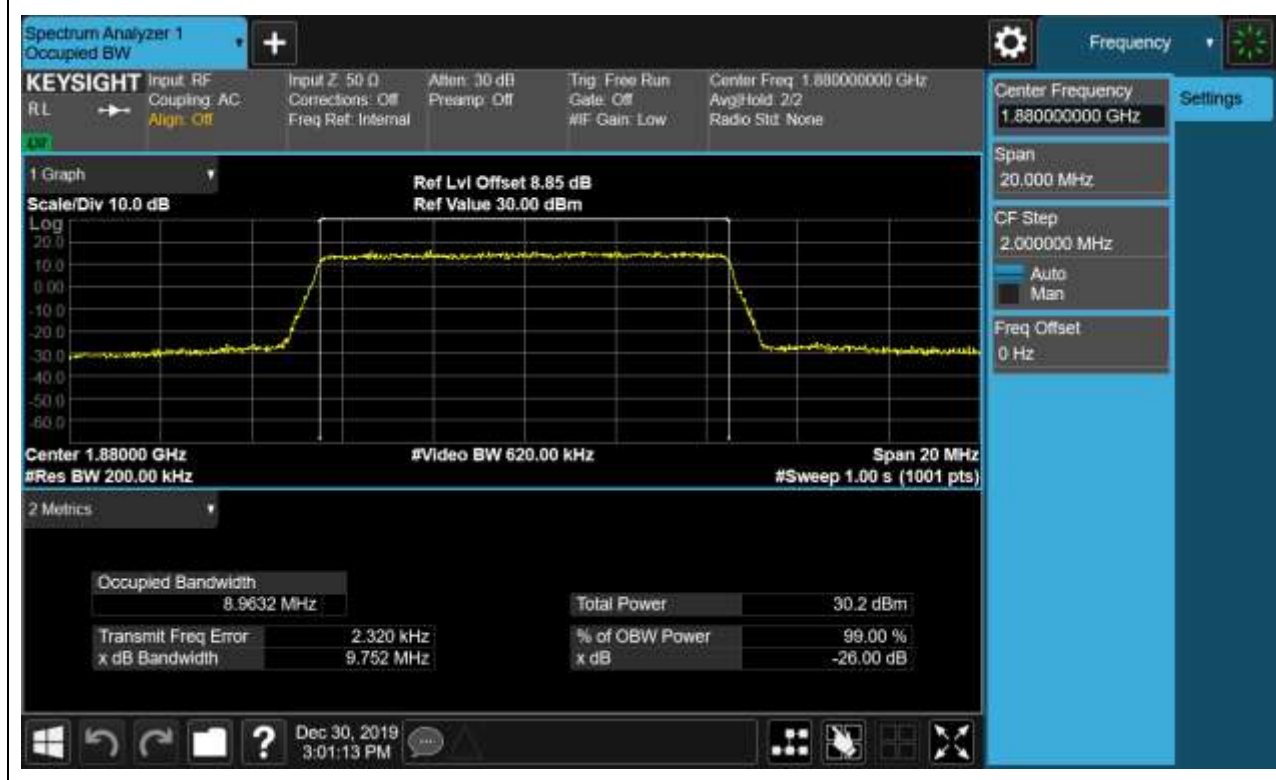 Spectrum Analyzer 1
Occupied BW
Frequency
KEYSIGHT
RL
Input: RF
Coupling: AC
Align: Off
Input Z: 50 Ω
Corrections: Off
Freq Ref: Internal
Atten: 30 dB
Preamp: Off
Trig: Free Run
Gate: Off
#IF Gain: Low
Center Freq: 1.880000000 GHz
Avg|Hold: 2/2
Radio Std: None
Center Frequency
1.880000000 GHz
Settings
Span
20.000 MHz
CF Step
2.000000 MHz
Auto
Man
Freq Offset
0 Hz
1 Graph
Scale/Div 10.0 dB
Ref Lvl Offset 8.85 dB
Ref Value 30.00 dBm
Log
20.0
10.0
0.00
-10.0
-20.0
-30.0
-40.0
-50.0
-60.0
Center 1.88000 GHz
#Res BW 200.00 kHz
#Video BW 620.00 kHz
Span 20 MHz
#Sweep 1.00 s (1001 pts)
2 Metrics
Occupied Bandwidth
8.9632 MHz
Total Power 30.2 dBm
Transmit Freq Error 2.320 kHz
% of OBW Power 99.00 %
x dB Bandwidth 9.752 MHz
x dB -26.00 dB
Dec 30, 2019
3:01:13 PM